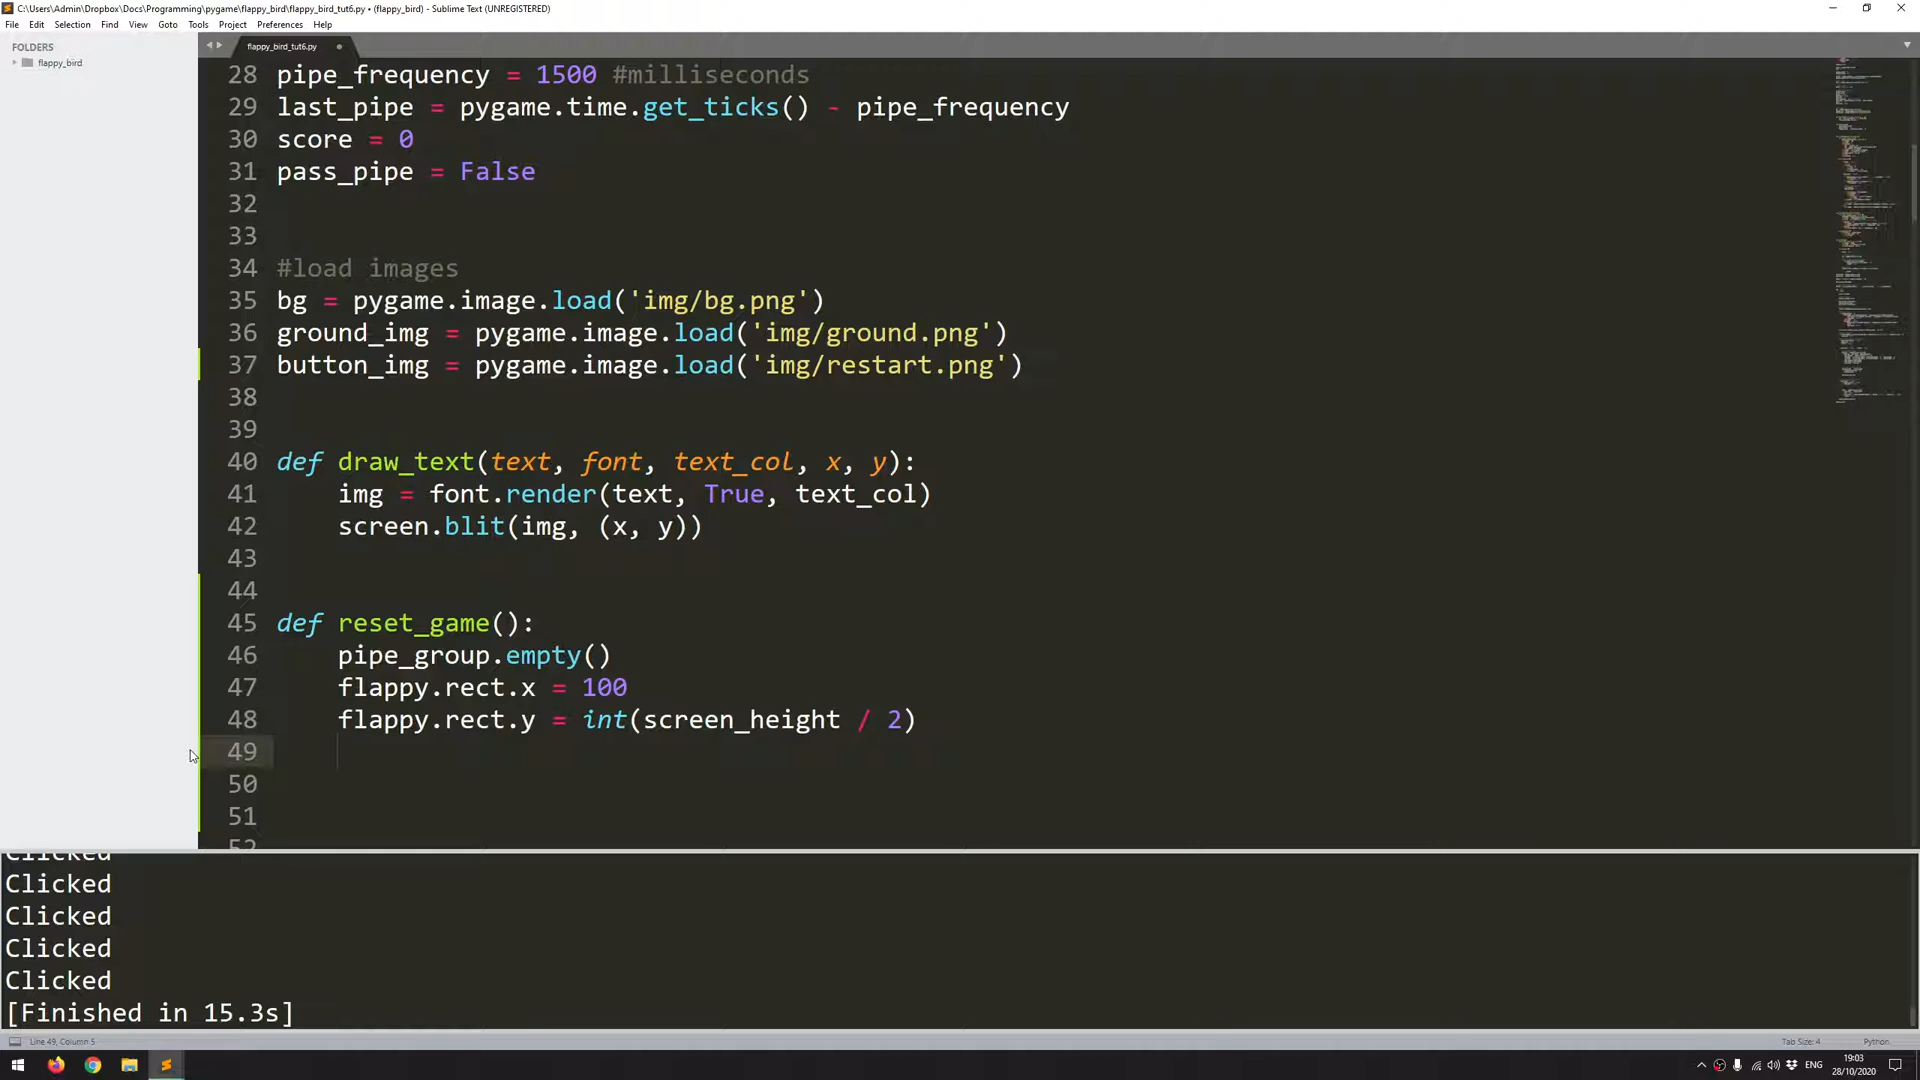 C:\Users\Admin\Dropbox\Docs\Programming\pygame\flappy_bird\flappy_bird_tut6.py • (flappy_bird) - Sublime Text (UNREGISTERED)
File Edit Selection Find View Goto Tools Project Preferences Help
FOLDERS
flappy_bird
flappy_bird_tut6.py
28 pipe_frequency = 1500 #milliseconds
29 last_pipe = pygame.time.get_ticks() - pipe_frequency
30 score = 0
31 pass_pipe = False
32
33
34 #load images
35 bg = pygame.image.load('img/bg.png')
36 ground_img = pygame.image.load('img/ground.png')
37 button_img = pygame.image.load('img/restart.png')
38
39
40 def draw_text(text, font, text_col, x, y):
41 img = font.render(text, True, text_col)
42 screen.blit(img, (x, y))
43
44
45 def reset_game():
46 pipe_group.empty()
47 flappy.rect.x = 100
48 flappy.rect.y = int(screen_height / 2)
49
50
51
52
Clicked
Clicked
Clicked
Clicked
Clicked
[Finished in 15.3s]
Line 49, Column 5
Tab Size: 4
Python
ENG
19:03
28/10/2020